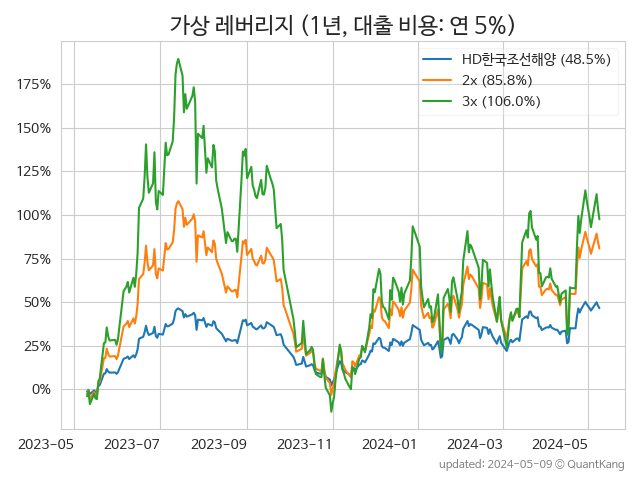 가상 레버리지 (1년, 대출 비용: 연 5%)
HD한국조선해양 (48.5%)
2x (85.8%)
3x (106.0%)
175%
150%
125%
100%
75%
50%
25%
0%
2023-05 2023-07 2023-09 2023-11 2024-01 2024-03 2024-05
updated: 2024-05-09 © QuantKang